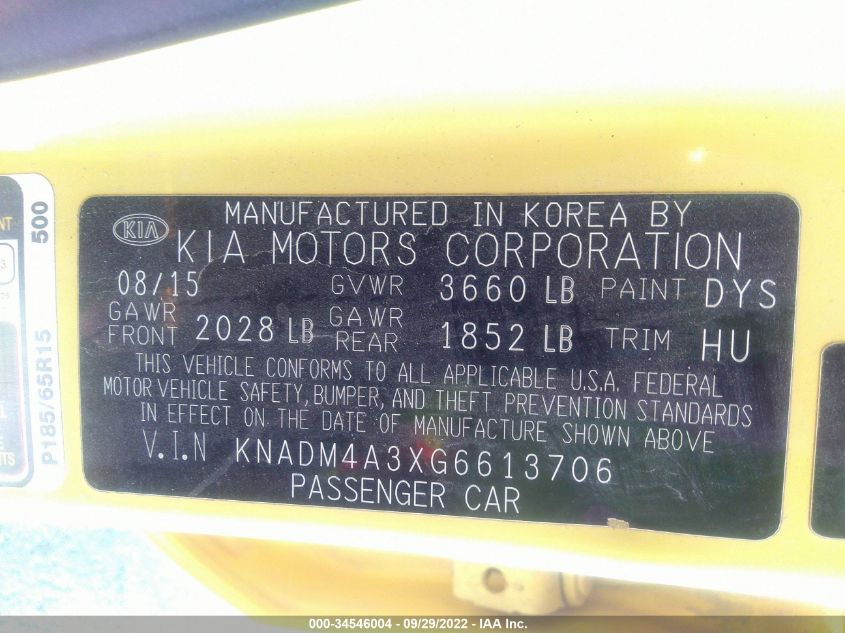 MANUFACTURED IN KOREA BY
KIA KIA MOTORS CORPORATION
08/15 GVWR 3660 LB PAINT DYS
GAWR FRONT 2028 LB GAWR REAR 1852 LB TRIM HU
THIS VEHICLE CONFORMS TO ALL APPLICABLE U.S.A. FEDERAL
MOTOR VEHICLE SAFETY, BUMPER, AND THEFT PREVENTION STANDARDS
IN EFFECT ON THE DATE OF MANUFACTURE SHOWN ABOVE
V.I.N KNADM4A3XG6613706
PASSENGER CAR
P185/65R15 500
000-34546004 - 09/29/2022 - IAA Inc.